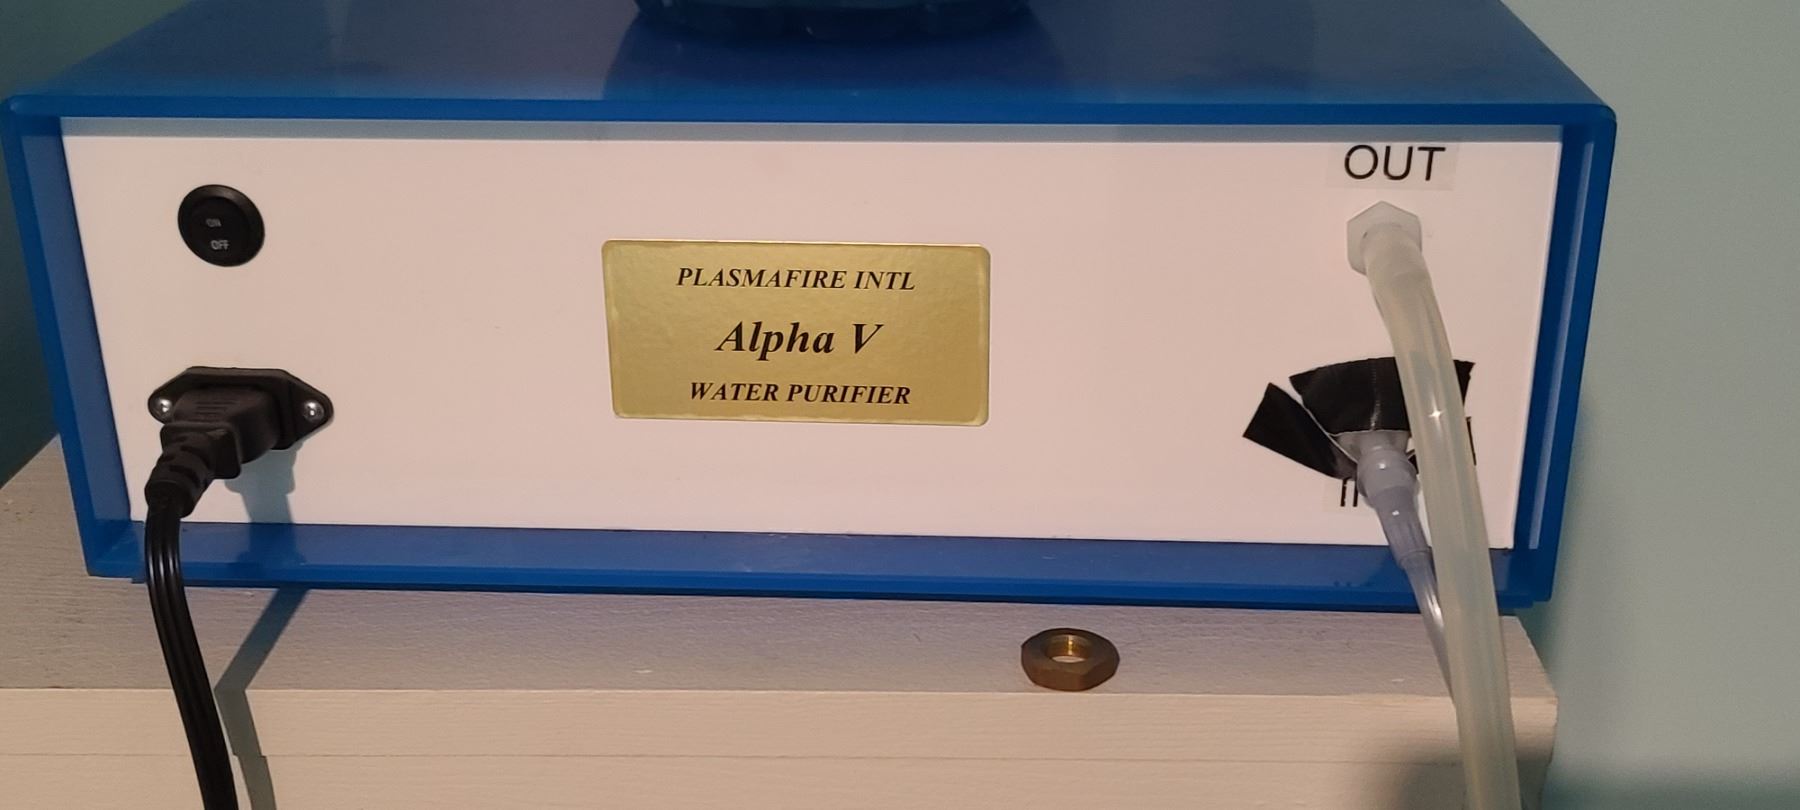 OUT
ON
OFF
PLASMAFIRE INTL
Alpha V
WATER PURIFIER